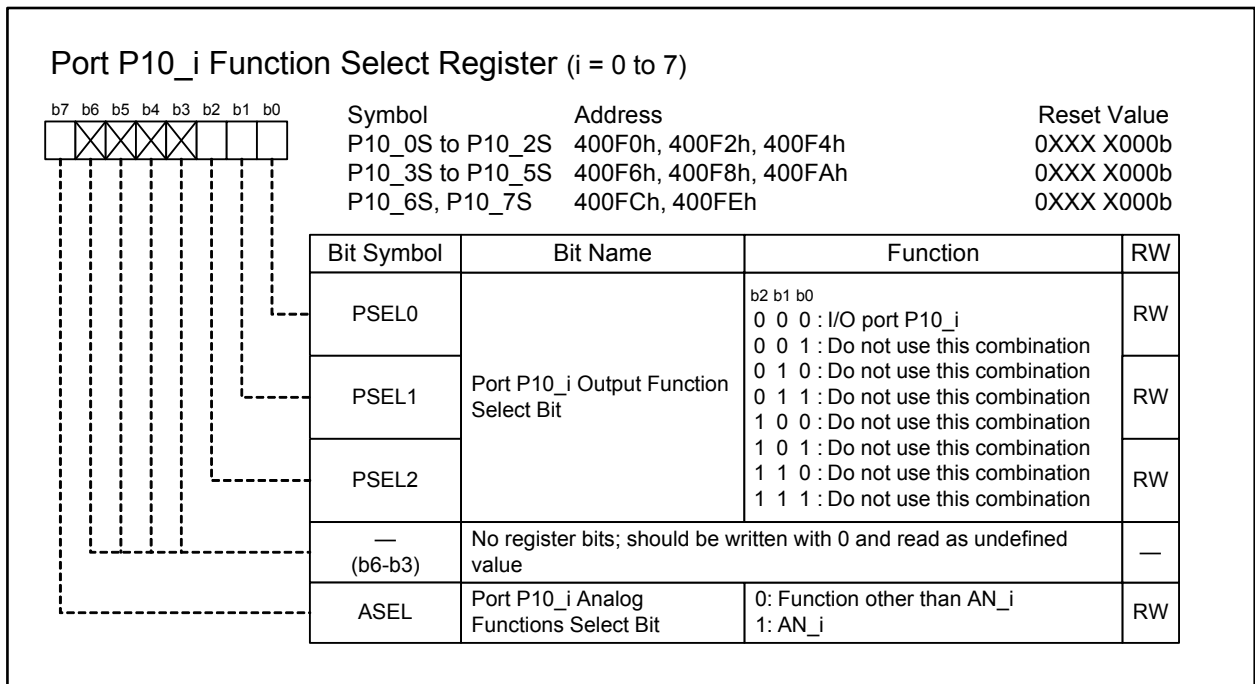 Port P10_i Function Select Register (i = 0 to 7)
b7 b6 b5 b4 b3 b2 b1 b0
Symbol Address Reset Value
P10_0S to P10_2S 400F0h, 400F2h, 400F4h 0XXX X000b
P10_3S to P10_5S 400F6h, 400F8h, 400FAh 0XXX X000b
P10_6S, P10_7S 400FCh, 400FEh 0XXX X000b
Bit Symbol Bit Name Function RW
PSEL0
PSEL1
PSEL2
Port P10_i Output Function
Select Bit
b2 b1 b0
0 0 0 : I/O port P10_i
0 0 1 : Do not use this combination
0 1 0 : Do not use this combination
0 1 1 : Do not use this combination
1 0 0 : Do not use this combination
1 0 1 : Do not use this combination
1 1 0 : Do not use this combination
1 1 1 : Do not use this combination
RW
RW
RW
—
(b6-b3)
No register bits; should be written with 0 and read as undefined
value
—
ASEL
Port P10_i Analog
Functions Select Bit
0: Function other than AN_i
1: AN_i
RW